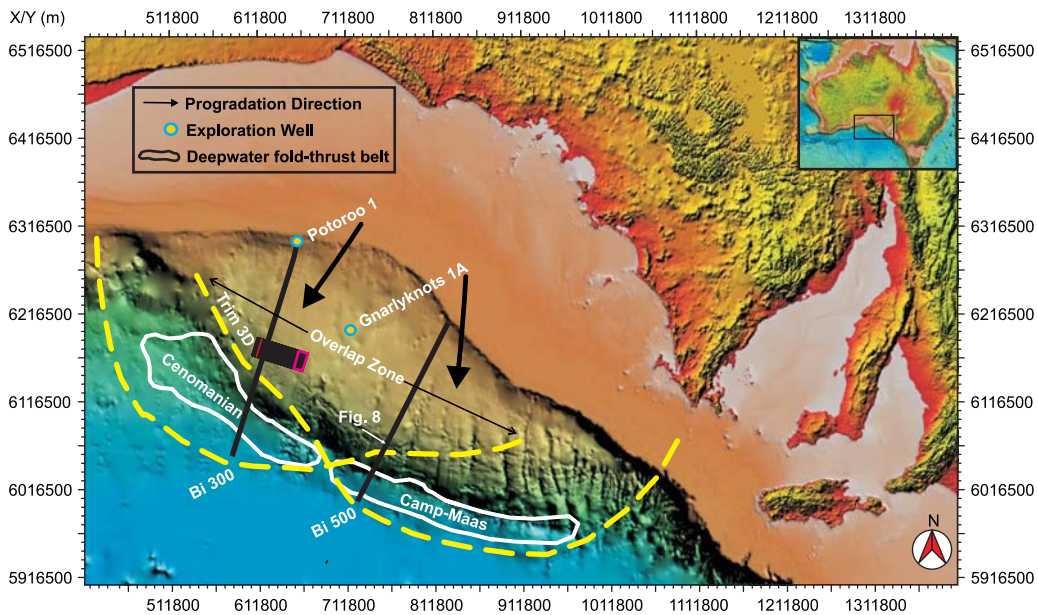 X/Y (m)
511800 611800 711800 811800 911800 1011800 1111800 1211800 1311800
6516500 6516500
6416500 6416500
6316500 6316500
6216500 6216500
6116500 6116500
6016500 6016500
5916500 5916500
Progradation Direction
Exploration Well
Deepwater fold-thrust belt
Potoroo 1
Gnarlyknots 1A
Trim 3D
Overlap Zone
Cenomanian
Fig. 8
Bi 300
Camp-Maas
Bi 500
N
511800 611800 711800 811800 911800 1011800 1111800 1211800 1311800